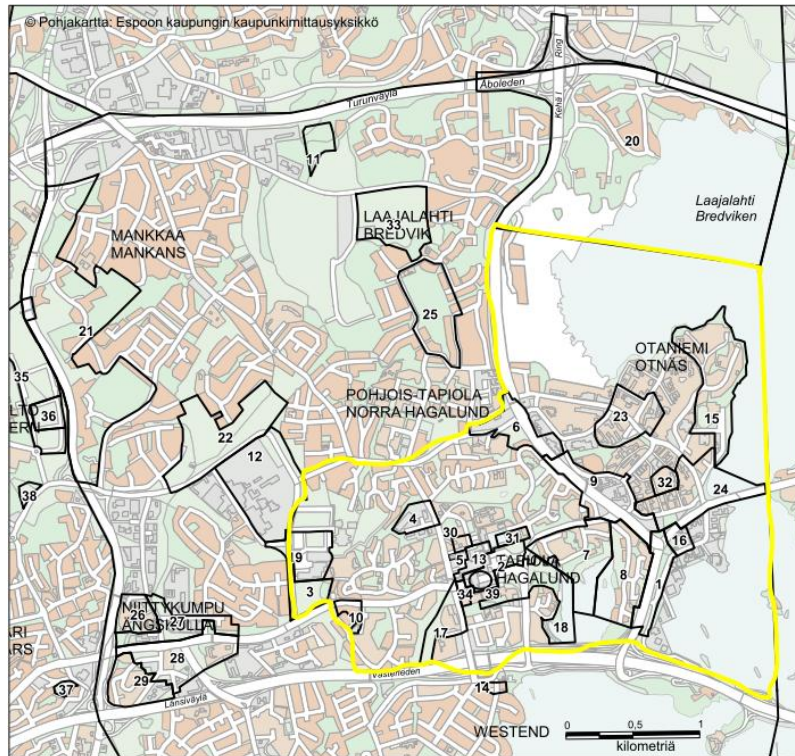 © Pohjakartta: Espoon kaupungin kaupunkimittausyksikkö
Ring I
Kehä I
Åboleden
Turunväylä
20
11
Laajalahti
Bredviken
LAAJALAHTI
33
BREDVIK
MANKKAA
MANKANS
25
21
OTANIEMI
OTNÄS
35
POHJOIS-TAPIOLA
NORRA HAGALUND
36
23
15
22
6
12
9
32
24
38
4
30
31
16
5
13
2
TAPIOLA
HAGALUND
7
19
3
34
39
8
1
NIITTYKUMPU
26
27
10
17
18
28
29
37
Västerleden
Länsiväylä
14
WESTEND
0
0,5
1
kilometriä